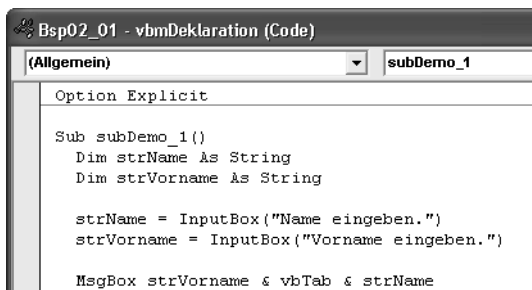 Bsp02_01 - vbmDeklaration (Code)
(Allgemein) subDemo_1
Option Explicit
Sub subDemo_1()
Dim strName As String
Dim strVorname As String
strName = InputBox("Name eingeben.")
strVorname = InputBox("Vorname eingeben.")
MsgBox strVorname & vbTab & strName